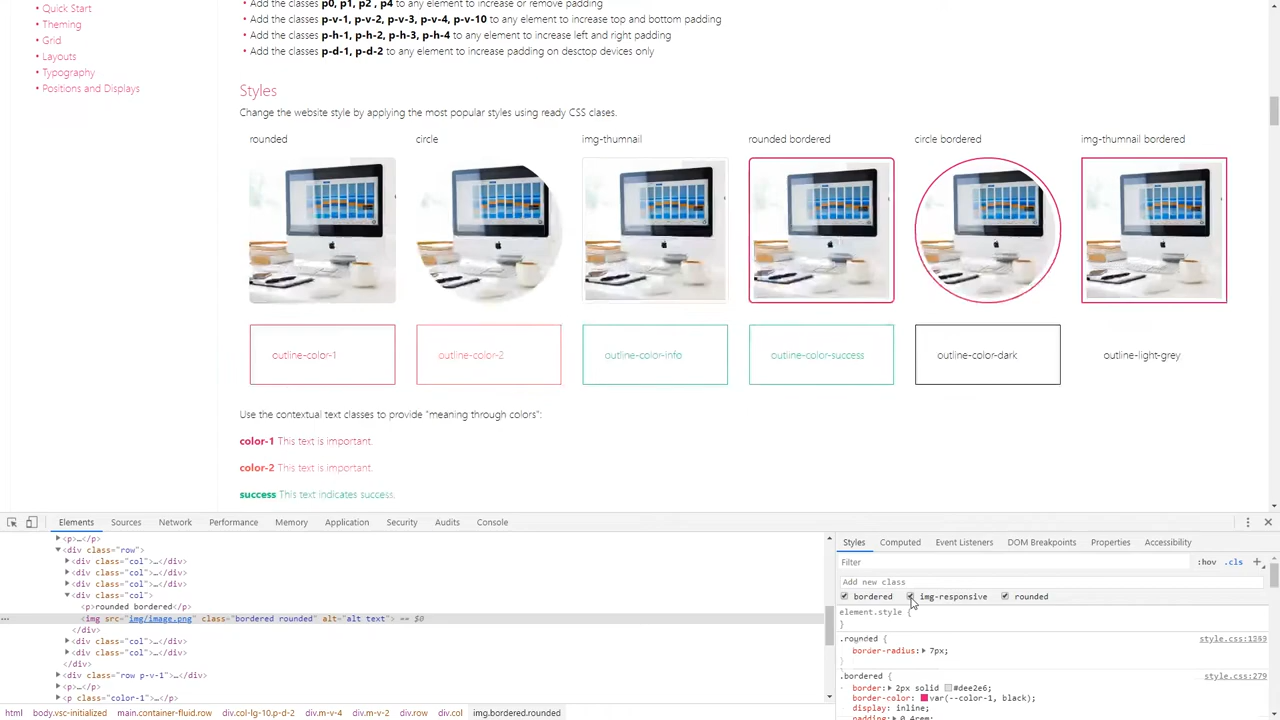 Quick Start
Theming
Grid
Layouts
Typography
Positions and Displays
Add the classes p0, p1, p2 , p4 to any element to increase or remove padding
Add the classes p-v-1, p-v-2, p-v-3, p-v-4, p-v-10 to any element to increase top and bottom padding
Add the classes p-h-1, p-h-2, p-h-3, p-h-4 to any element to increase left and right padding
Add the classes p-d-1, p-d-2 to any element to increase padding on desctop devices only
Styles
Change the website style by applying the most popular styles using ready CSS clases.
rounded circle img-thumnail rounded bordered circle bordered img-thumnail bordered
outline-color-1 outline-color-2 outline-color-info outline-color-success outline-color-dark outline-light-grey
Use the contextual text classes to provide "meaning through colors":
color-1 This text is important.
color-2 This text is important.
success This text indicates success.
Elements Sources Network Performance Memory Application Security Audits Console
<p>…</p>
<div class="row">
<div class="col">…</div>
<div class="col">…</div>
<div class="col">…</div>
<div class="col">
<p>rounded bordered</p>
<img src="img/image.png" class="bordered rounded" alt="alt text"> == $0
</div>
<div class="col">…</div>
<div class="col">…</div>
</div>
<div class="row p-v-1">…</div>
<p>…</p>
<p class="color-1">…</p>
html body.vsc-initialized main.container-fluid.row div.col-lg-10.p-d-2 div.m-v-4 div.m-v-2 div.row div.col img.bordered.rounded
Styles Computed Event Listeners DOM Breakpoints Properties Accessibility
Filter :hov .cls +
Add new class
bordered img-responsive rounded
element.style {
}
.rounded { style.css:1269
border-radius: 7px;
}
.bordered { style.css:279
border: 2px solid #dee2e6;
border-color: var(--color-1, black);
display: inline;